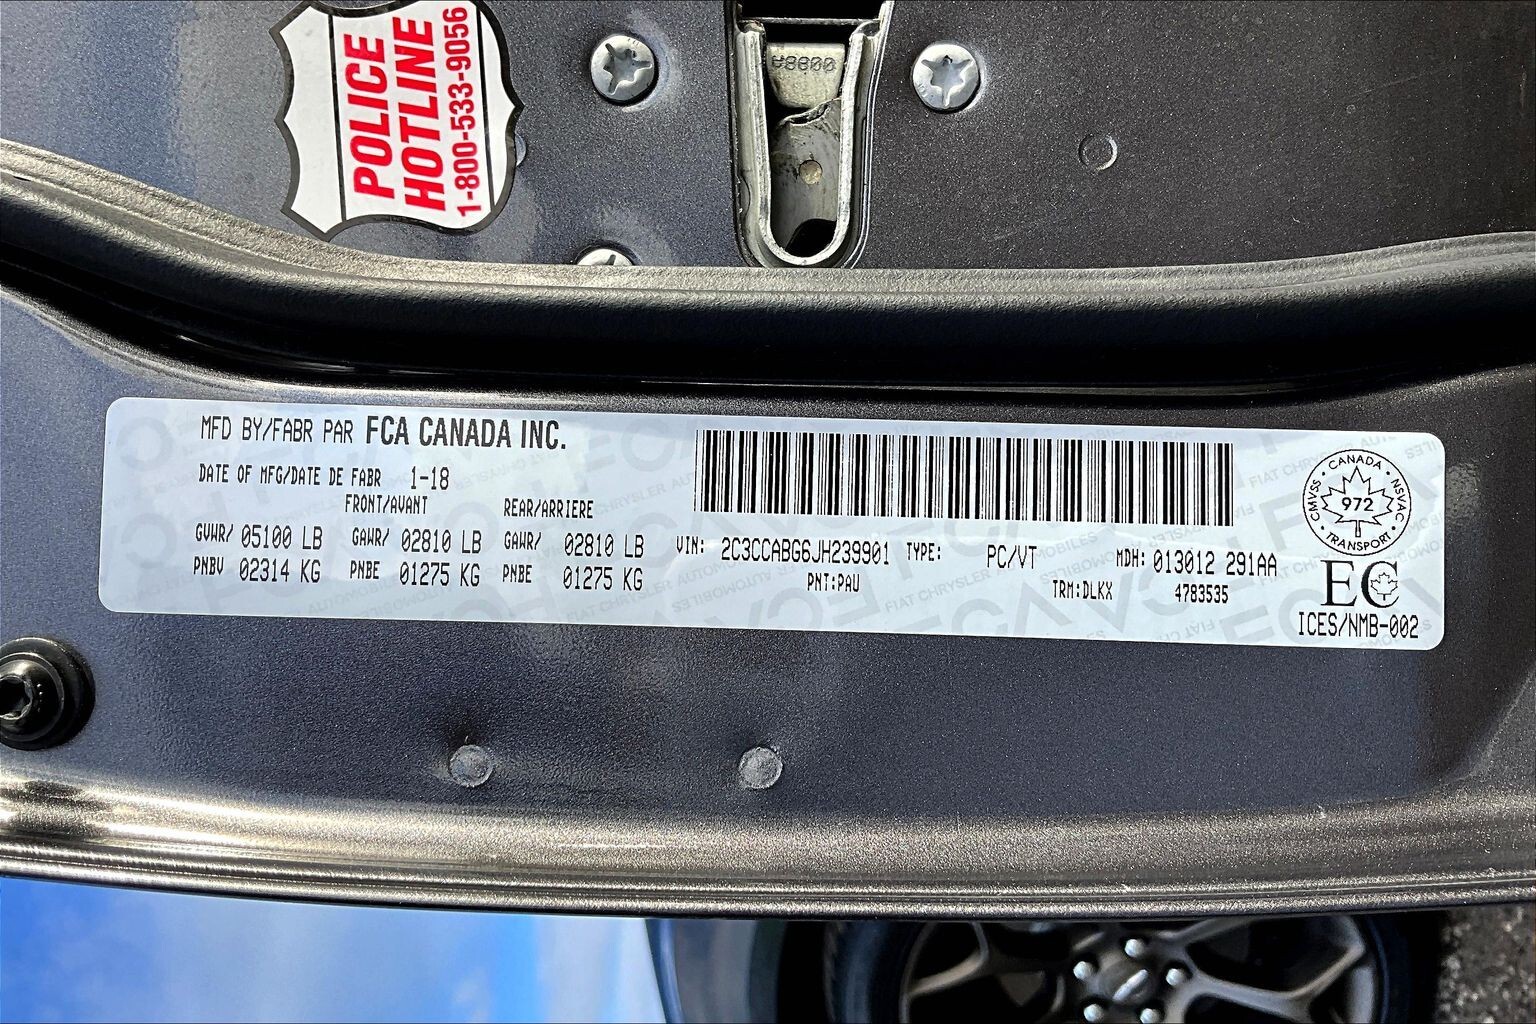 POLICE
HOTLINE
1-800-533-9056
MFD BY/FABR PAR FCA CANADA INC.
DATE OF MFG/DATE DE FABR 1-18
FRONT/AVANT REAR/ARRIERE
GVWR/ 05100 LB GAWR/ 02810 LB GAWR/ 02810 LB
PNBV 02314 KG PNBE 01275 KG PNBE 01275 KG
VIN: 2C3CCABG6JH239901 TYPE: PC/VT MDH: 013012 291AA
PNT:PAU TRM:DLKX 4783535
CANADA
CMVSS 972 NSVAC
TRANSPORT
EC
ICES/NMB-002